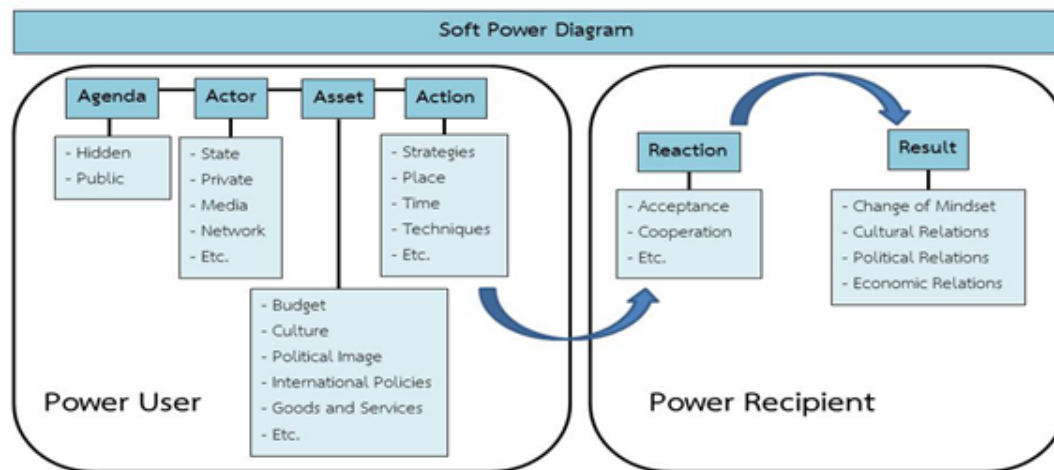 Soft Power Diagram
Agenda
- Hidden
- Public
Actor
- State
- Private
- Media
- Network
- Etc.
Asset
- Budget
- Culture
- Political Image
- International Policies
- Goods and Services
- Etc.
Action
- Strategies
- Place
- Time
- Techniques
- Etc.
Power User
Reaction
- Acceptance
- Cooperation
- Etc.
Result
- Change of Mindset
- Cultural Relations
- Political Relations
- Economic Relations
Power Recipient